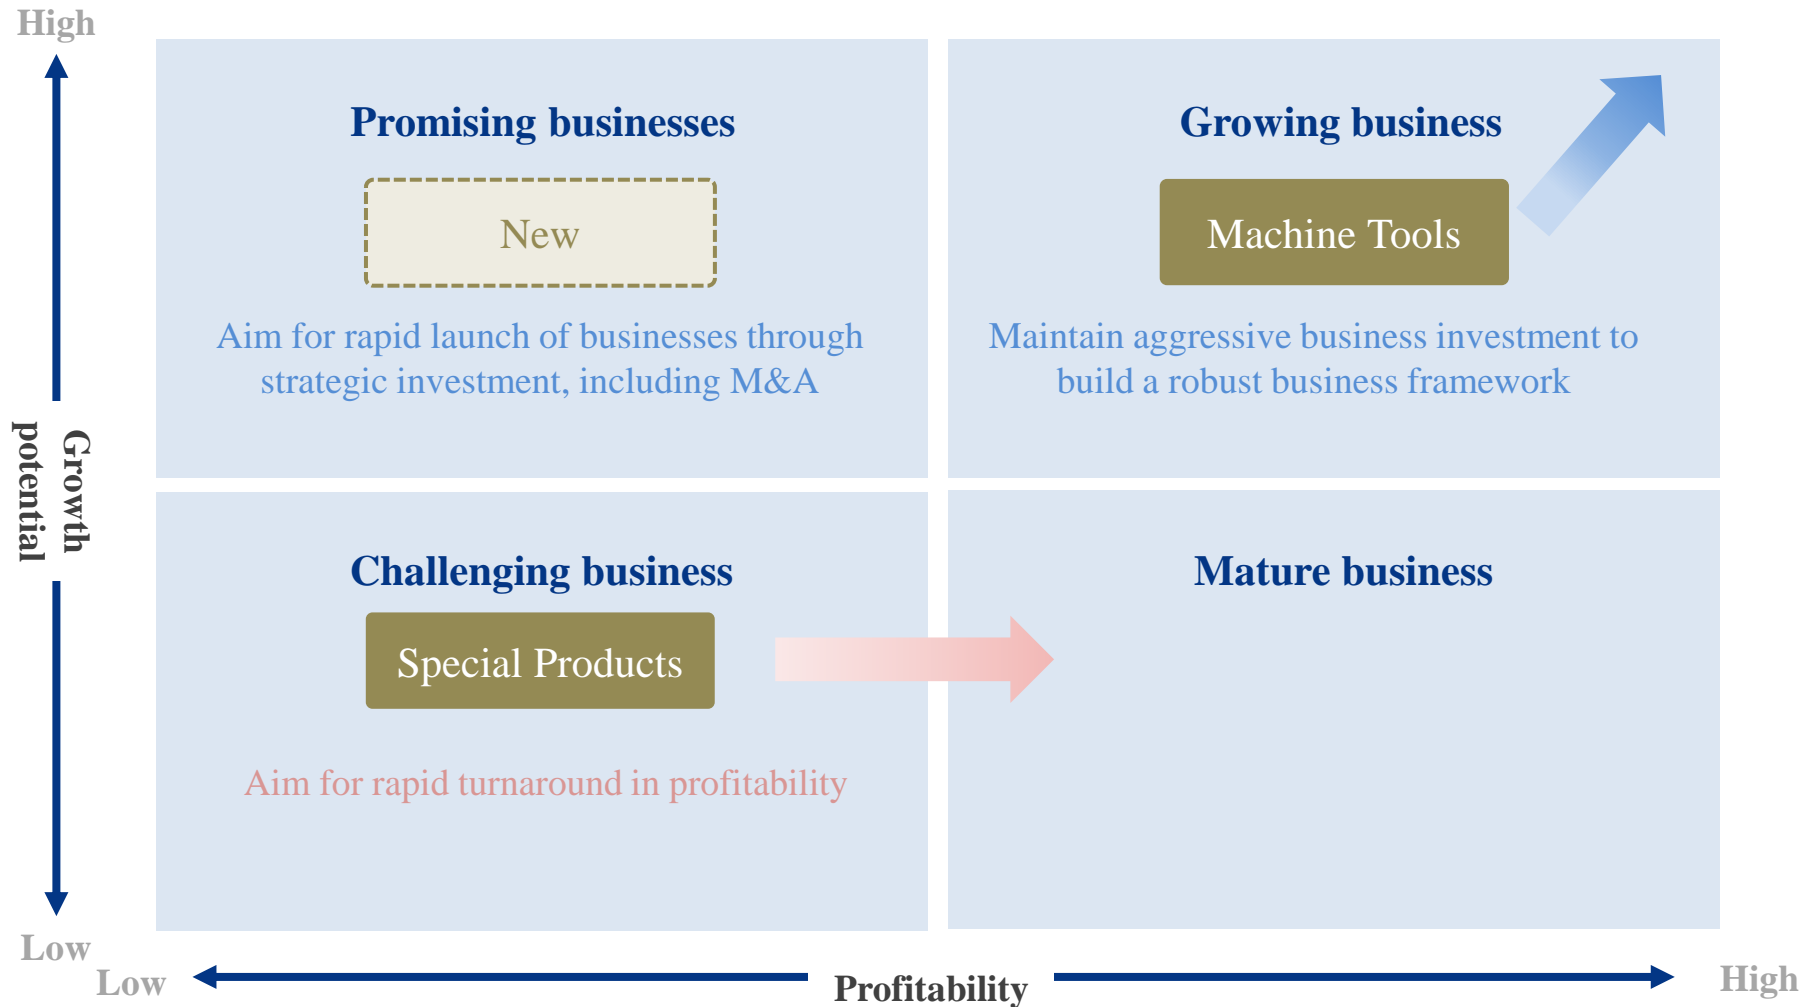 High
Promising businesses
New
Aim for rapid launch of businesses through
strategic investment, including M&A
Growing business
Machine Tools
Maintain aggressive business investment to
build a robust business framework
Growth
potential
Challenging business
Special Products
Aim for rapid turnaround in profitability
Mature business
Low
Low
Profitability
High